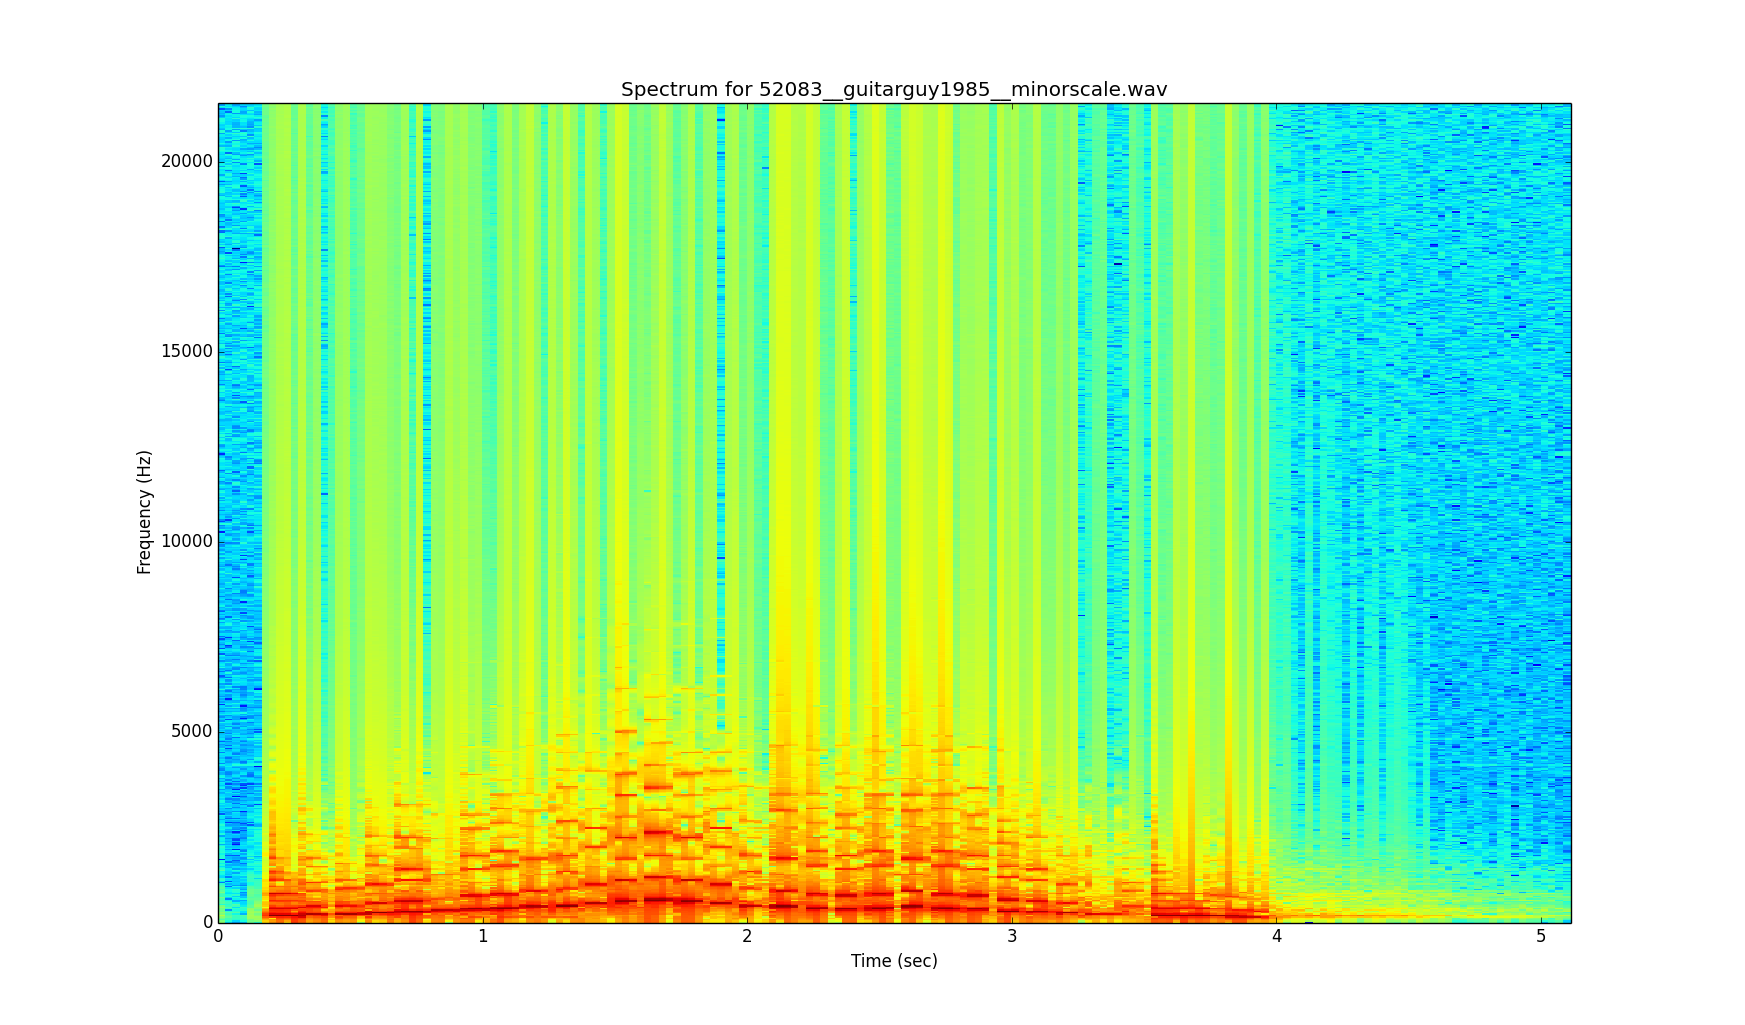 Spectrum for 52083__guitarguy1985__minorscale.wav
20000
15000
10000
5000
0
Frequency (Hz)
0 1 2 3 4 5
Time (sec)